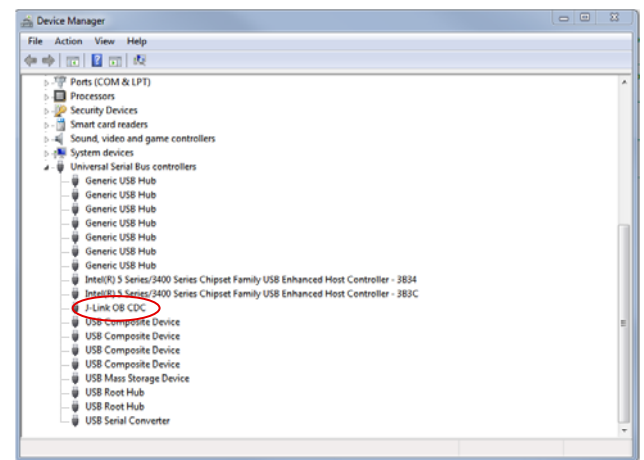 Device Manager
File Action View Help
Ports (COM & LPT)
Processors
Security Devices
Smart card readers
Sound, video and game controllers
System devices
Universal Serial Bus controllers
Generic USB Hub
Generic USB Hub
Generic USB Hub
Generic USB Hub
Generic USB Hub
Generic USB Hub
Generic USB Hub
Intel(R) 5 Series/3400 Series Chipset Family USB Enhanced Host Controller - 3B34
Intel(R) 5 Series/3400 Series Chipset Family USB Enhanced Host Controller - 3B3C
J-Link OB CDC
USB Composite Device
USB Composite Device
USB Composite Device
USB Composite Device
USB Mass Storage Device
USB Root Hub
USB Root Hub
USB Serial Converter